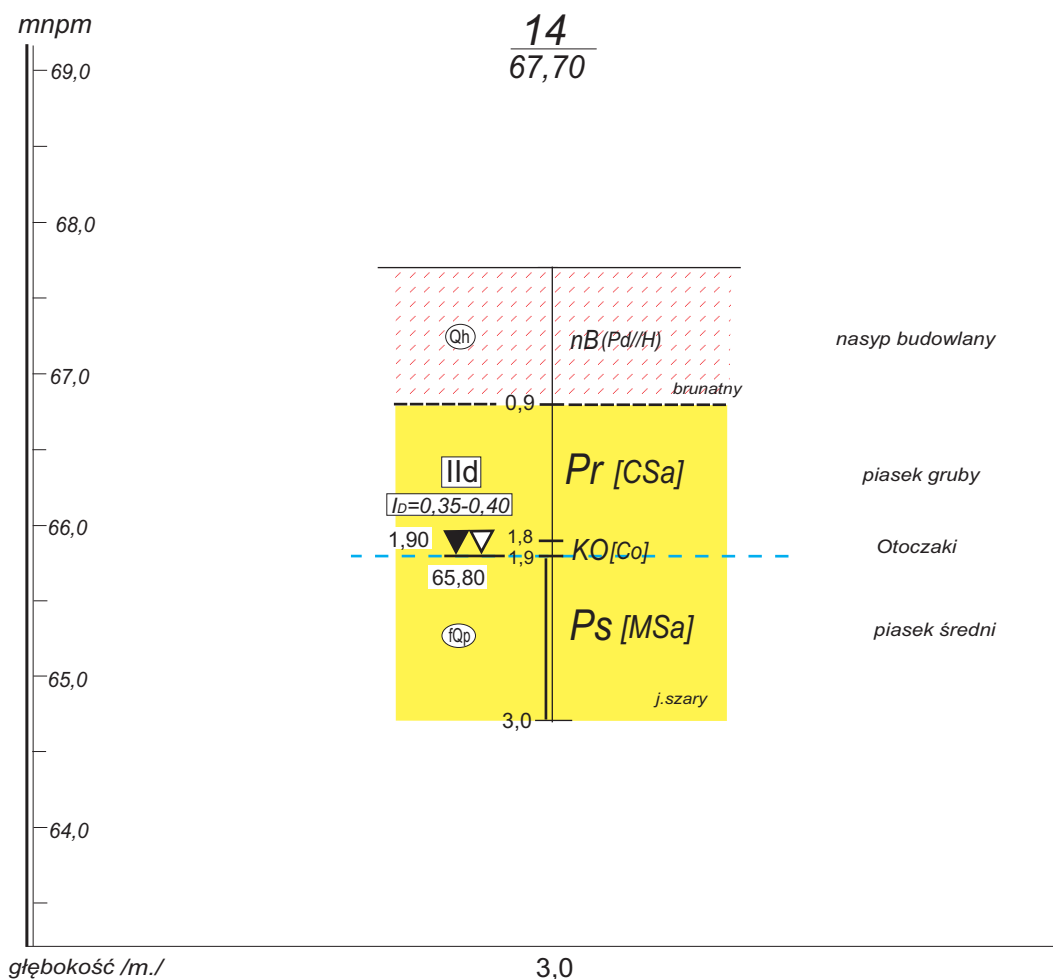 mnpm
14
67,70
69,0
68,0
Qh
nB(Pd//H)
nasyp budowlany
67,0
brunatny
0,9
IId
Pr [CSa]
piasek gruby
ID=0,35-0,40
66,0
1,90
1,8
KO[Co]
Otoczaki
1,9
65,80
fQp
Ps [MSa]
piasek średni
65,0
j.szary
3,0
64,0
głębokość /m./
3,0